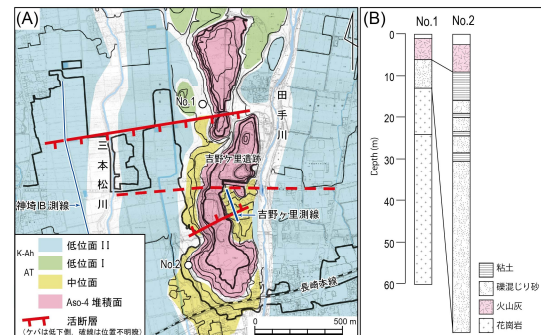 (A)
No.1
田手川
三本松川
吉野ケ里遺跡
神埼IB測線
吉野ヶ里測線
No.2
長崎本線
K-Ah
AT
低位面 II
低位面 I
中位面
Aso-4 堆積面
活断層
(ケバは低下側，破線は位置不明瞭)
0
500 m
(B)
No.1
No.2
Depth (m)
0
10
20
30
40
50
60
粘土
礫混じり砂
火山灰
花崗岩